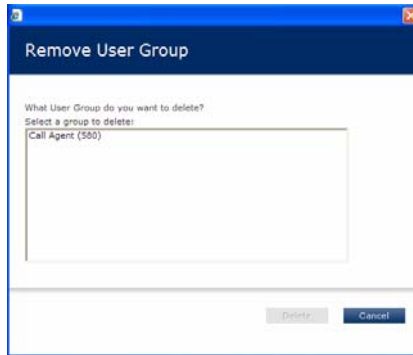 Remove User Group
What User Group do you want to delete?
Select a group to delete:
Call Agent (580)
Delete Cancel